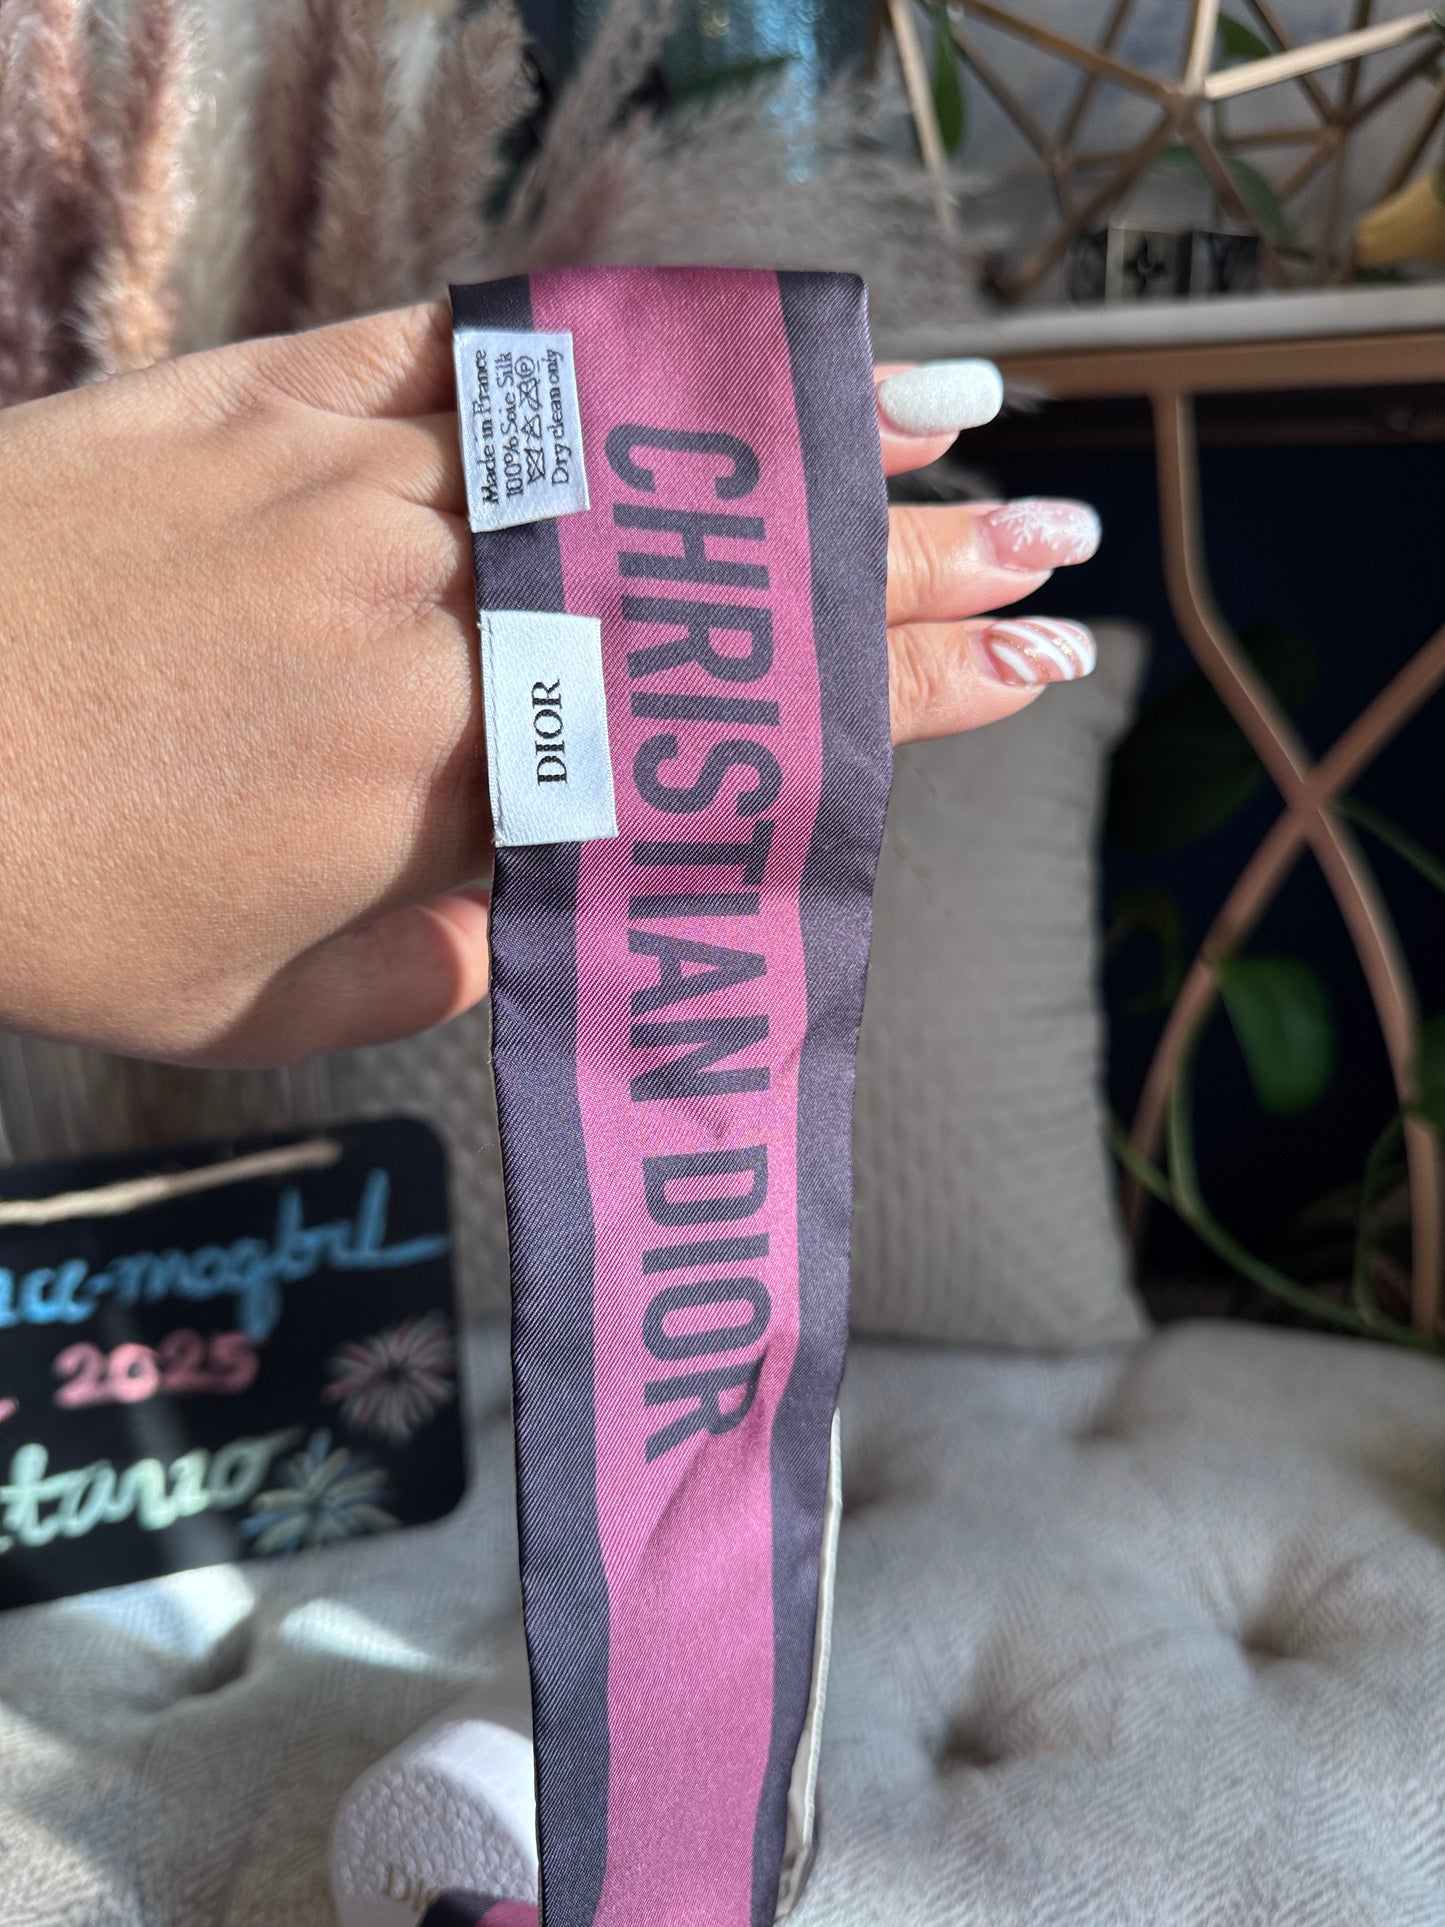 Made in France
100% Soie Silk
Dry clean only
DIOR
CHRISTIAN DIOR
2025